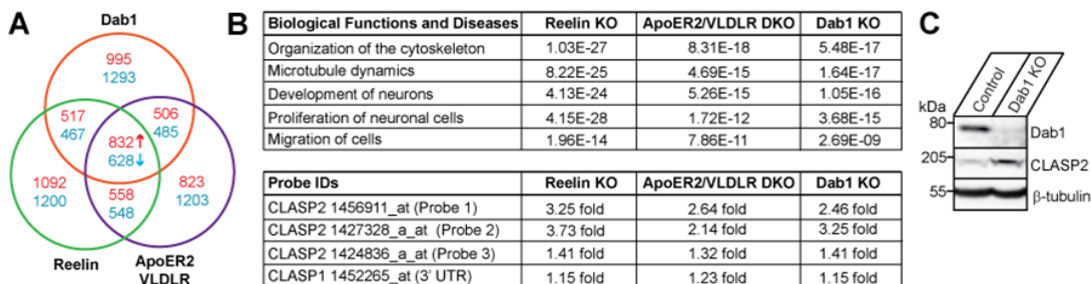 A
Dab1
995
1293
517
467
506
485
832↑
628↓
1092
1200
558
548
823
1203
Reelin
ApoER2
VLDLR
B
Biological Functions and Diseases Reelin KO ApoER2/VLDLR DKO Dab1 KO
Organization of the cytoskeleton 1.03E-27 8.31E-18 5.48E-17
Microtubule dynamics 8.22E-25 4.69E-15 1.64E-17
Development of neurons 4.13E-24 5.26E-15 1.05E-16
Proliferation of neuronal cells 4.15E-28 1.72E-12 3.68E-15
Migration of cells 1.96E-14 7.86E-11 2.69E-09
Probe IDs Reelin KO ApoER2/VLDLR DKO Dab1 KO
CLASP2 1456911_at (Probe 1) 3.25 fold 2.64 fold 2.46 fold
CLASP2 1427328_a_at (Probe 2) 3.73 fold 2.14 fold 3.25 fold
CLASP2 1424836_a_at (Probe 3) 1.41 fold 1.32 fold 1.41 fold
CLASP1 1452265_at (3' UTR) 1.15 fold 1.23 fold 1.15 fold
C
Control
Dab1 KO
kDa
80
Dab1
205
CLASP2
55
β-tubulin